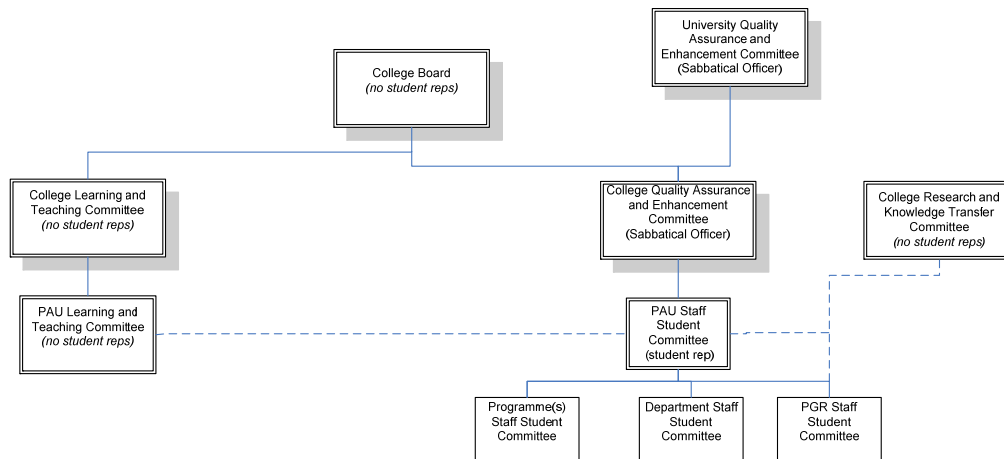 University Quality
Assurance and
Enhancement Committee
(Sabbatical Officer)
College Board
(no student reps)
College Learning and
Teaching Committee
(no student reps)
College Quality Assurance
and Enhancement
Committee
(Sabbatical Officer)
College Research and
Knowledge Transfer
Committee
(no student reps)
PAU Learning and
Teaching Committee
(no student reps)
PAU Staff
Student
Committee
(student rep)
Programme(s)
Staff Student
Committee
Department Staff
Student
Committee
PGR Staff
Student
Committee